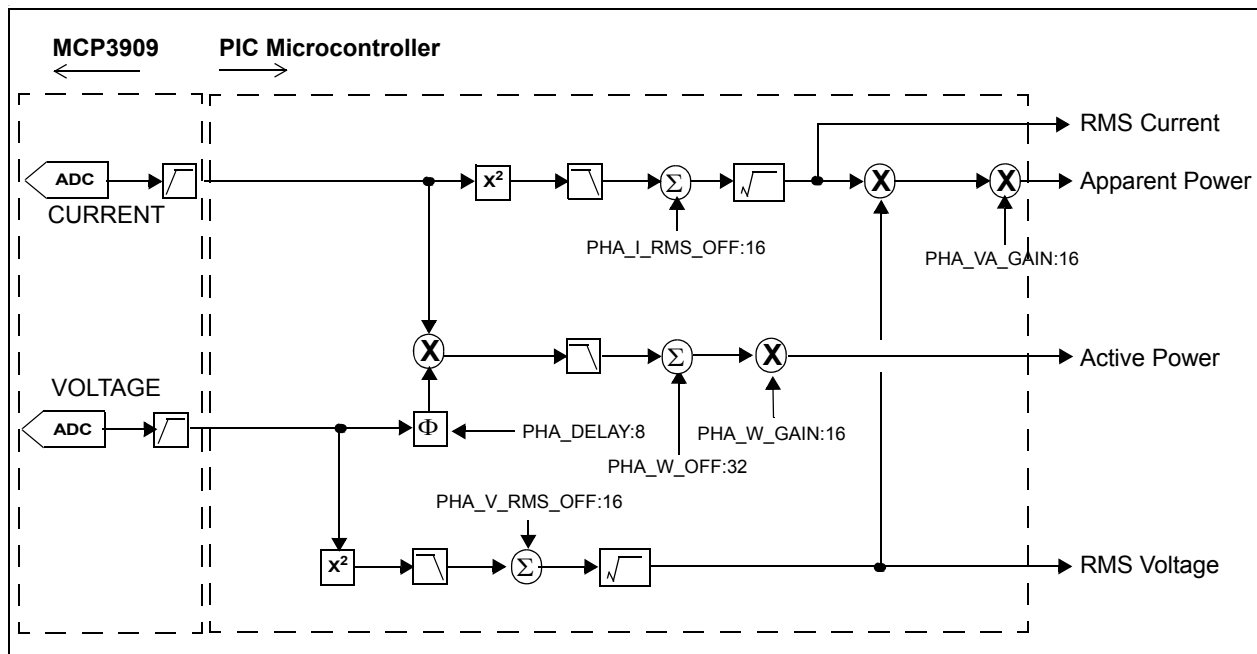 MCP3909 PIC Microcontroller
RMS Current
ADC X² Σ √ X X Apparent Power
CURRENT
PHA_I_RMS_OFF:16
PHA_VA_GAIN:16
X Σ X Active Power
VOLTAGE
ADC Φ PHA_DELAY:8 PHA_W_GAIN:16
PHA_W_OFF:32
PHA_V_RMS_OFF:16
X² Σ √ RMS Voltage